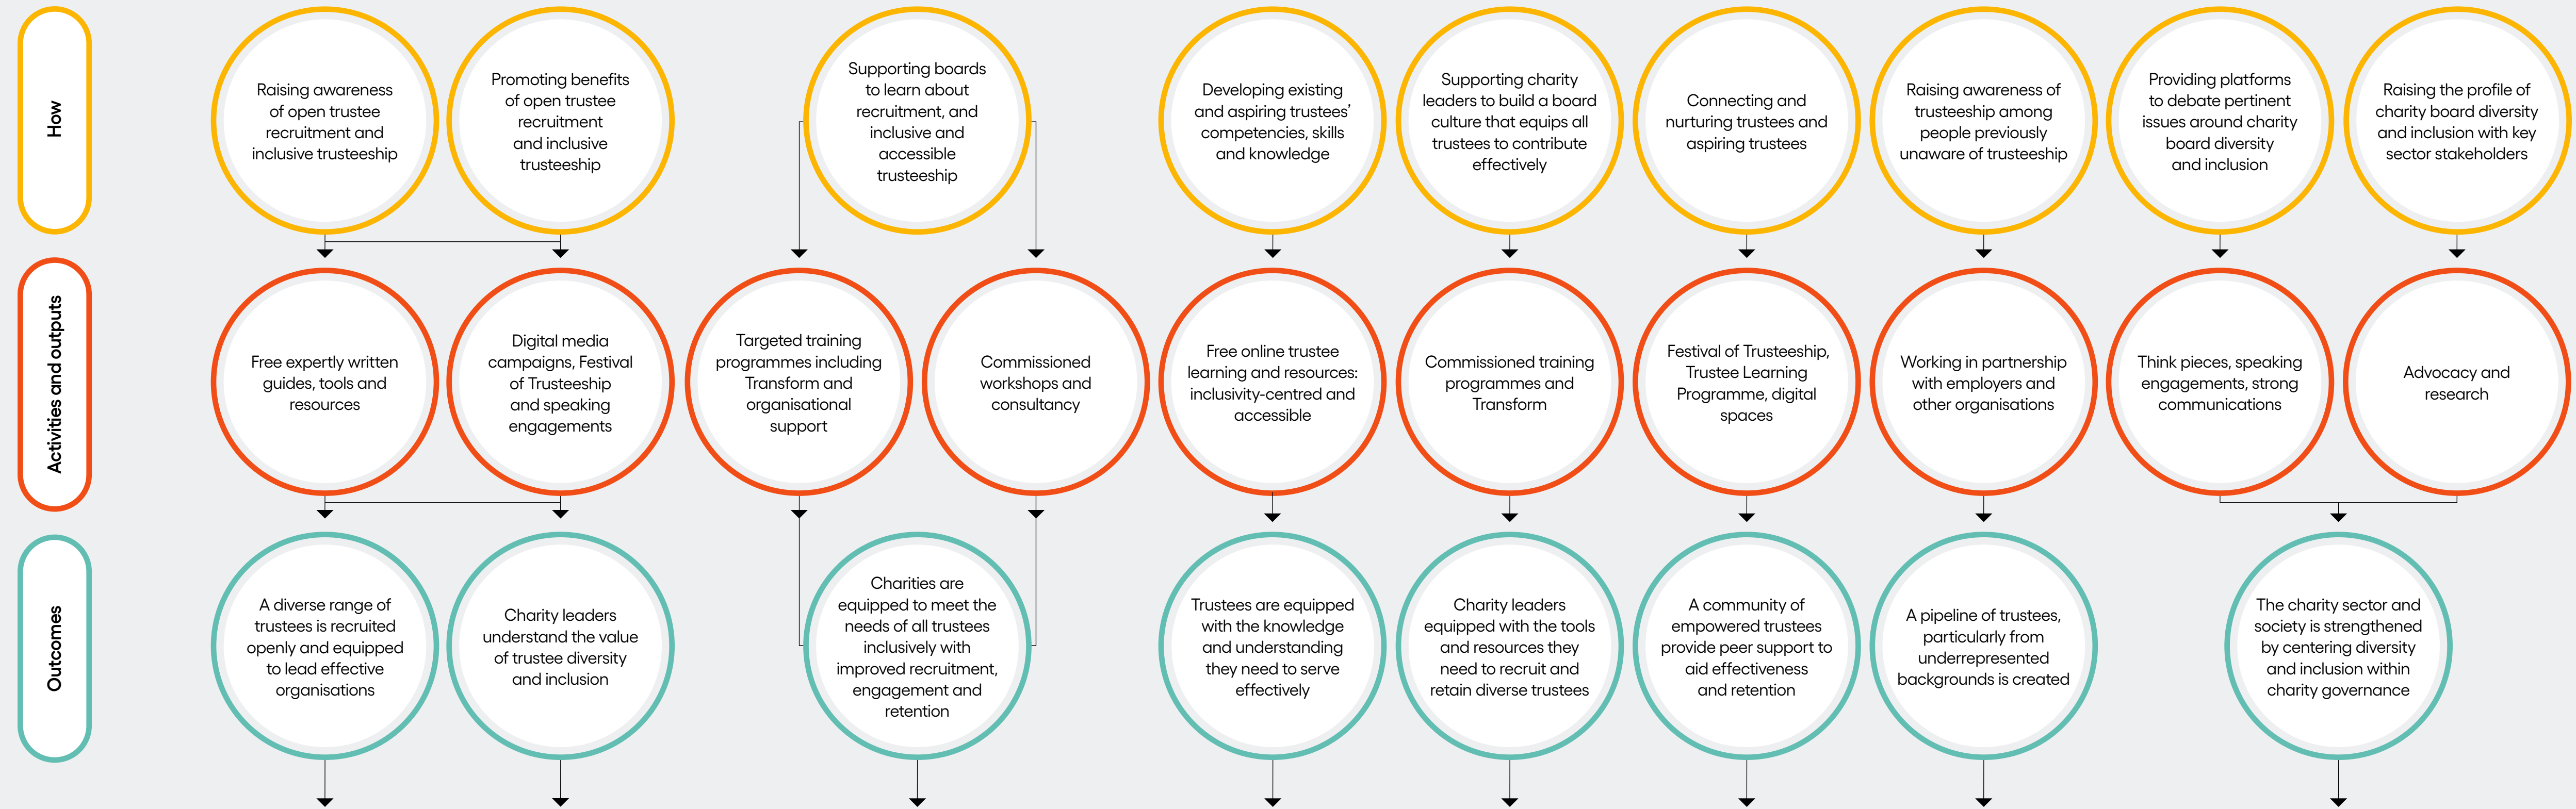 How
Raising awareness
of open trustee
recruitment and
inclusive trusteeship
Promoting benefits
of open trustee
recruitment
and inclusive
trusteeship
Supporting boards
to learn about
recruitment, and
inclusive and
accessible
trusteeship
Developing existing
and aspiring trustees’
competencies, skills
and knowledge
Supporting charity
leaders to build a board
culture that equips all
trustees to contribute
effectively
Connecting and
nurturing trustees and
aspiring trustees
Raising awareness of
trusteeship among
people previously
unaware of trusteeship
Providing platforms
to debate pertinent
issues around charity
board diversity
and inclusion
Raising the profile of
charity board diversity
and inclusion with key
sector stakeholders
Activities and outputs
Free expertly written
guides, tools and
resources
Digital media
campaigns, Festival
of Trusteeship
and speaking
engagements
Targeted training
programmes including
Transform and
organisational
support
Commissioned
workshops and
consultancy
Free online trustee
learning and resources:
inclusivity-centred and
accessible
Commissioned training
programmes and
Transform
Festival of Trusteeship,
Trustee Learning
Programme, digital
spaces
Working in partnership
with employers and
other organisations
Think pieces, speaking
engagements, strong
communications
Advocacy and
research
Outcomes
A diverse range of
trustees is recruited
openly and equipped
to lead effective
organisations
Charity leaders
understand the value
of trustee diversity
and inclusion
Charities are
equipped to meet the
needs of all trustees
inclusively with
improved recruitment,
engagement and
retention
Trustees are equipped
with the knowledge
and understanding
they need to serve
effectively
Charity leaders
equipped with the tools
and resources they
need to recruit and
retain diverse trustees
A community of
empowered trustees
provide peer support to
aid effectiveness
and retention
A pipeline of trustees,
particularly from
underrepresented
backgrounds is created
The charity sector and
society is strengthened
by centering diversity
and inclusion within
charity governance